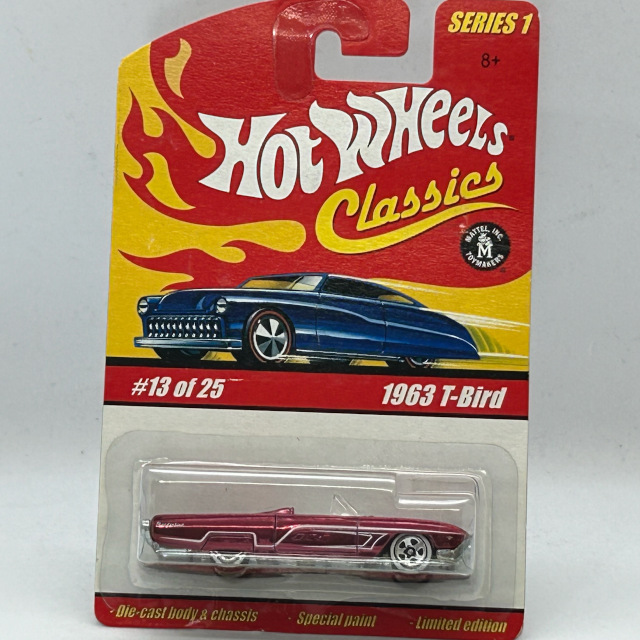 SERIES 1
8+
HOT WHEELS
Classics
MATTEL, INC.
M
TOYMAKERS
#13 of 25
1963 T-Bird
Thunderbird
· Die-cast body & chassis · Special paint · Limited edition